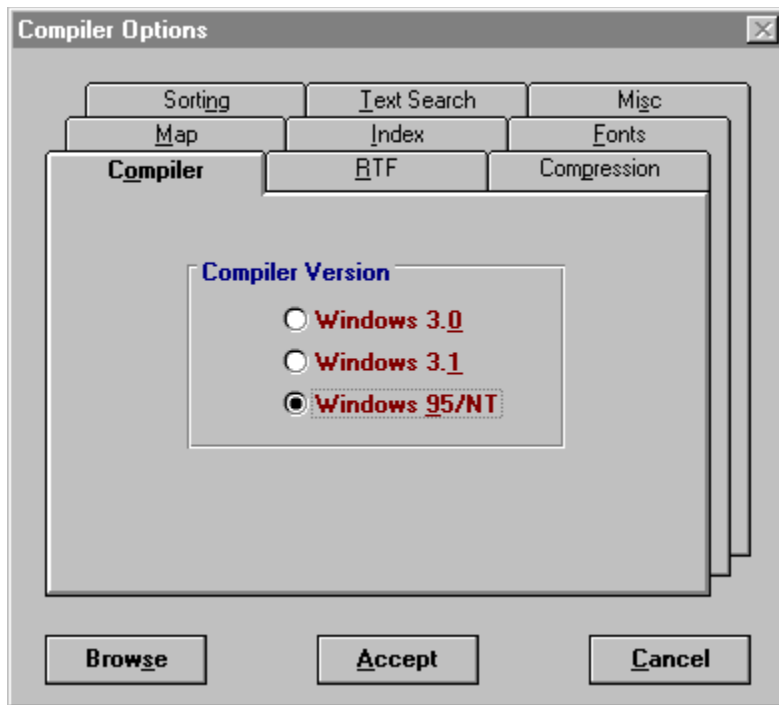 Compiler Options
Sorting Text Search Misc
Map Index Fonts
Compiler RTF Compression
Compiler Version
Windows 3.0
Windows 3.1
Windows 95/NT
Browse Accept Cancel